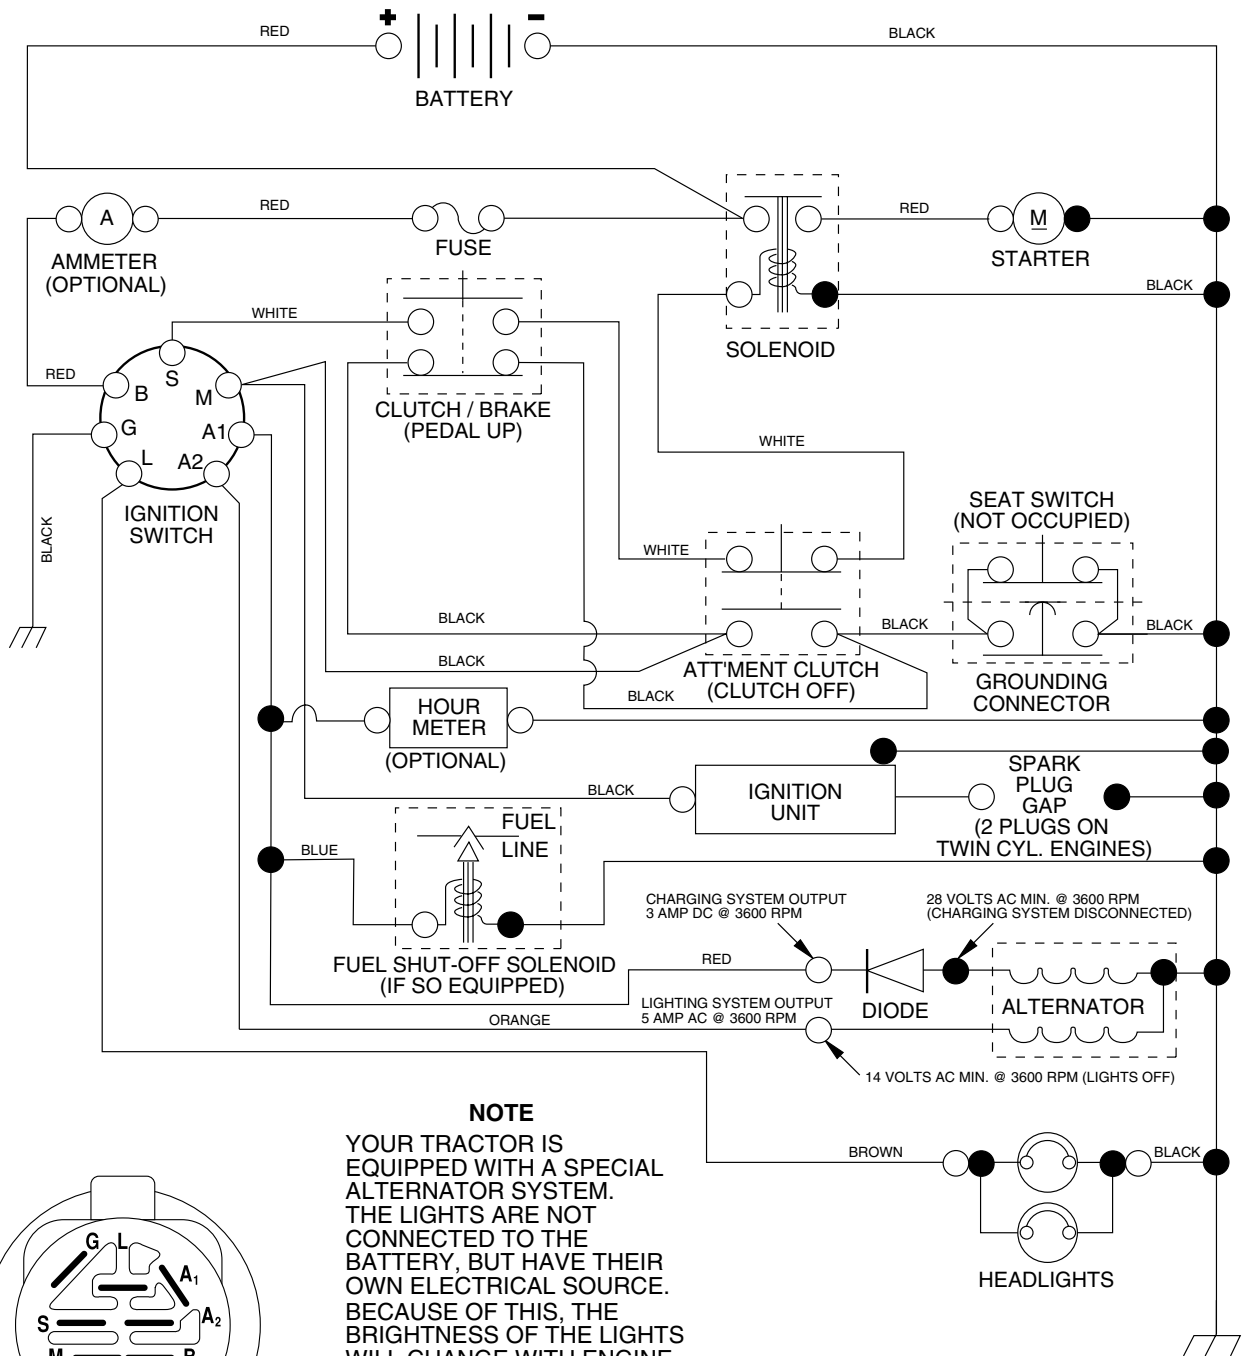 + -
RED
BLACK
BATTERY
RED
A
FUSE
RED
M
AMMETER
(OPTIONAL)
STARTER
BLACK
WHITE
SOLENOID
RED
S
B
M
CLUTCH / BRAKE
(PEDAL UP)
G
A1
WHITE
L
A2
IGNITION
SWITCH
BLACK
SEAT SWITCH
(NOT OCCUPIED)
WHITE
BLACK
BLACK
BLACK
BLACK
ATT'MENT CLUTCH
(CLUTCH OFF)
GROUNDING
CONNECTOR
BLACK
HOUR
METER
(OPTIONAL)
SPARK
PLUG
GAP
(2 PLUGS ON
TWIN CYL. ENGINES)
BLACK
IGNITION
UNIT
FUEL
LINE
BLUE
CHARGING SYSTEM OUTPUT
3 AMP DC @ 3600 RPM
28 VOLTS AC MIN. @ 3600 RPM
(CHARGING SYSTEM DISCONNECTED)
FUEL SHUT-OFF SOLENOID
(IF SO EQUIPPED)
RED
DIODE
ALTERNATOR
LIGHTING SYSTEM OUTPUT
5 AMP AC @ 3600 RPM
ORANGE
14 VOLTS AC MIN. @ 3600 RPM (LIGHTS OFF)
NOTE
YOUR TRACTOR IS
EQUIPPED WITH A SPECIAL
ALTERNATOR SYSTEM.
THE LIGHTS ARE NOT
CONNECTED TO THE
BATTERY, BUT HAVE THEIR
OWN ELECTRICAL SOURCE.
BECAUSE OF THIS, THE
BRIGHTNESS OF THE LIGHTS
WILL CHANGE WITH ENGINE
BROWN
BLACK
HEADLIGHTS
G L
A1
A2
S
M
B